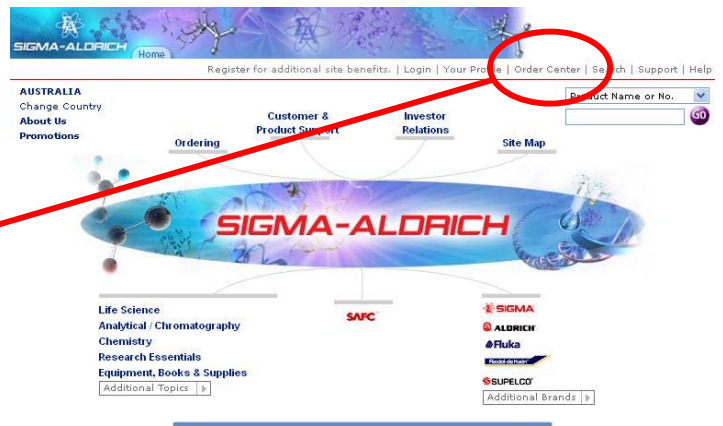 SIGMA-ALDRICH
Home
Register for additional site benefits. | Login | Your Profile | Order Center | Search | Support | Help
AUSTRALIA
Change Country
About Us
Promotions
Product Name or No.
GO
Ordering
Customer &
Product Support
Investor
Relations
Site Map
SIGMA-ALDRICH
Life Science
Analytical / Chromatography
Chemistry
Research Essentials
Equipment, Books & Supplies
Additional Topics
SAFC
SIGMA
ALDRICH
Fluka
Riedel-de Haën
SUPELCO
Additional Brands